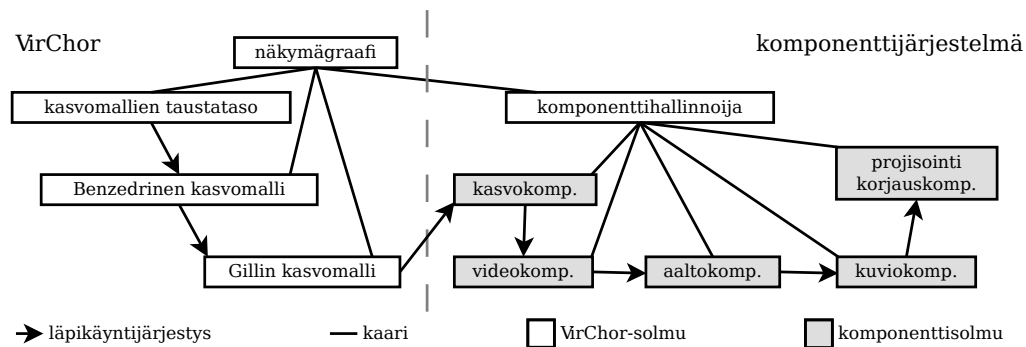 VirChor
komponenttijärjestelmä
näkymägraafi
kasvomallien taustataso
komponenttihallinnoija
Benzedrinen kasvomalli
kasvokomp.
projisointi
korjauskomp.
Gillin kasvomalli
videokomp.
aaltokomp.
kuviokomp.
läpikäyntijärjestys
kaari
VirChor-solmu
komponenttisolmu